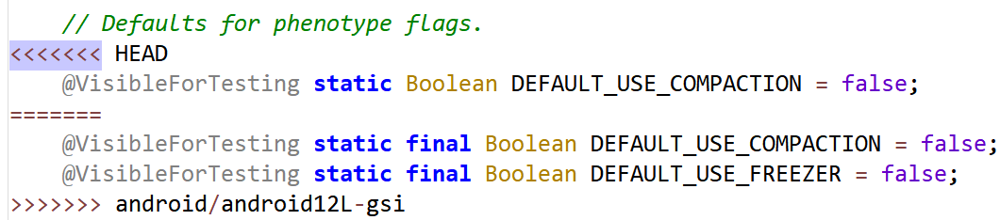 // Defaults for phenotype flags.
<<<<<<< HEAD
@VisibleForTesting static Boolean DEFAULT_USE_COMPACTION = false;
=======
@VisibleForTesting static final Boolean DEFAULT_USE_COMPACTION = false;
@VisibleForTesting static final Boolean DEFAULT_USE_FREEZER = false;
>>>>>>> android/android12L-gsi